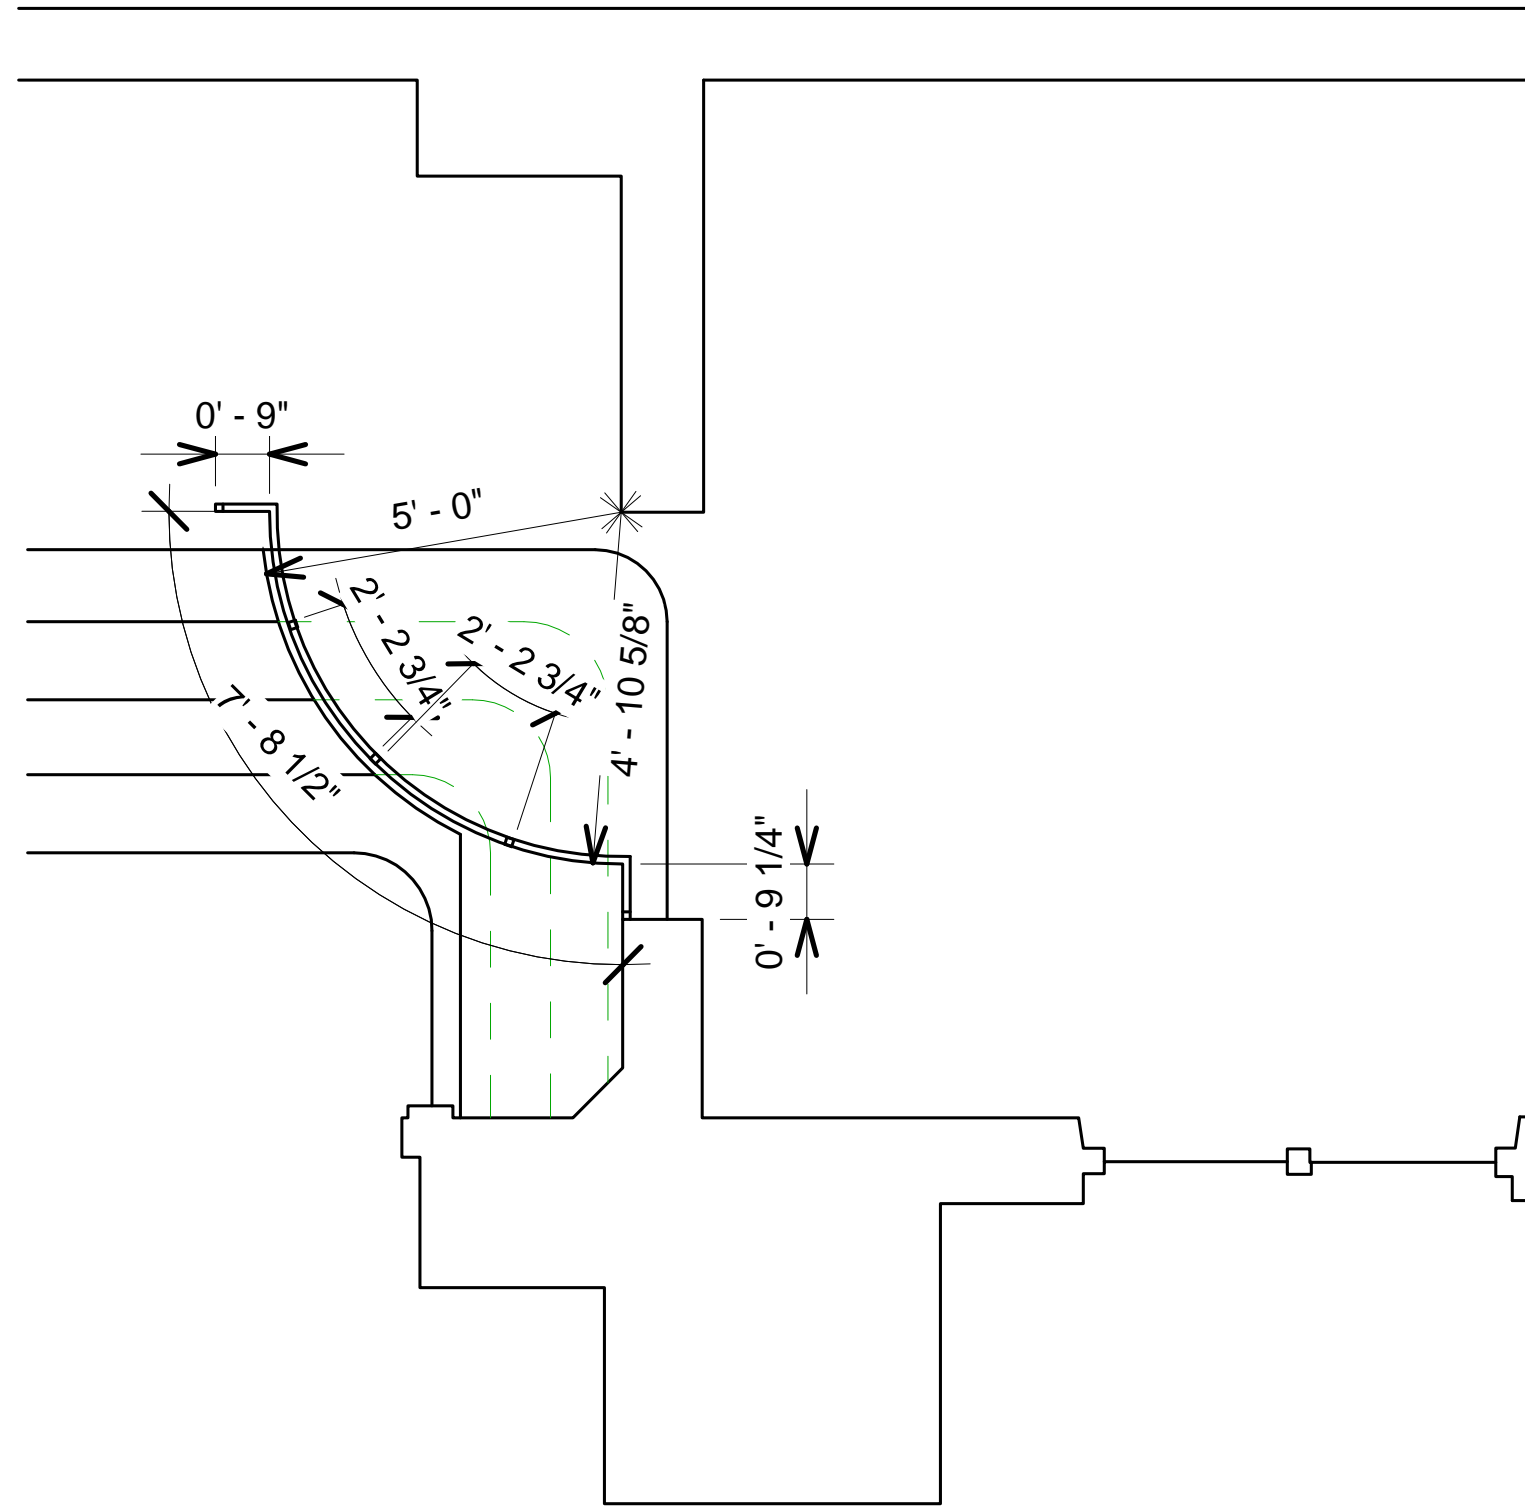 0' - 9"
5' - 0"
2' - 2 3/4"
2' - 2 3/4"
4' - 10 5/8"
7' - 8 1/2"
0' - 9 1/4"